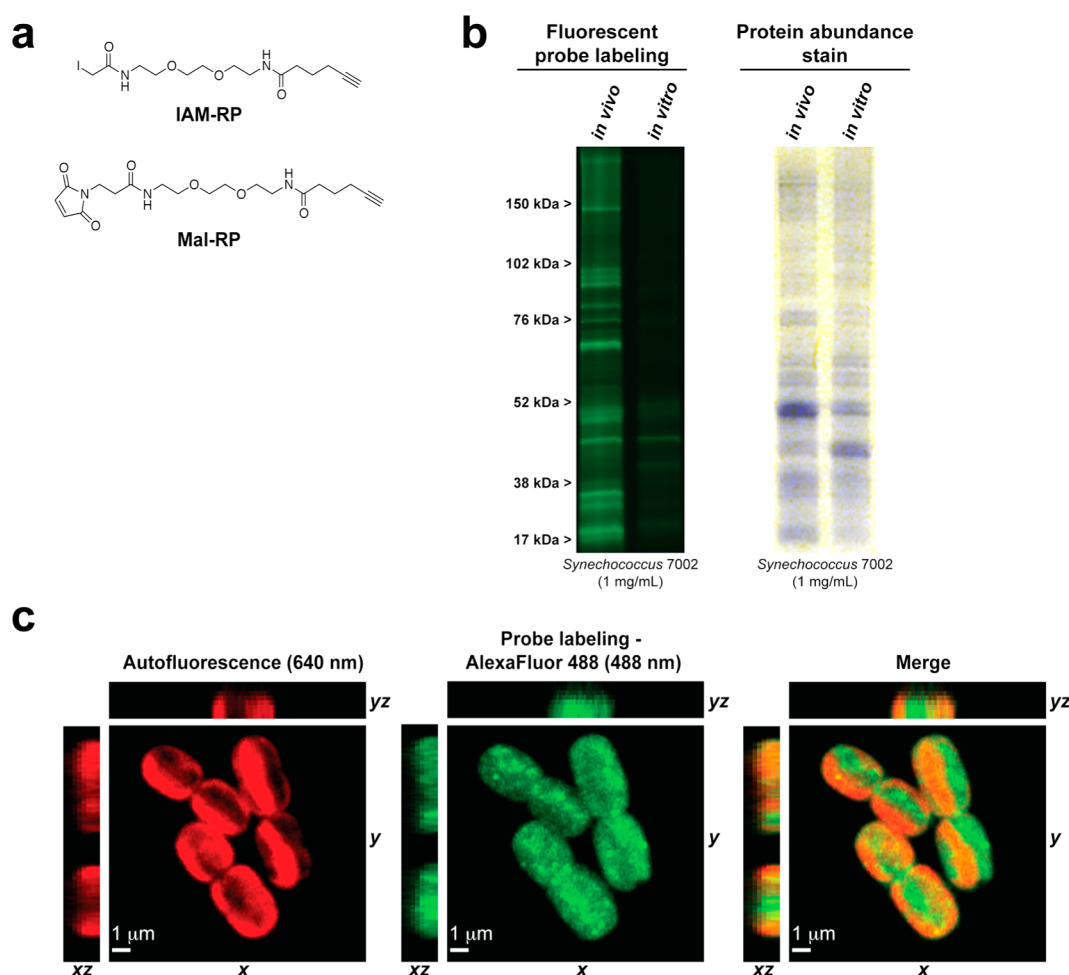 a
I
O
N
H
O
O
H
N
O
IAM-RP
O
N
O
O
N
H
O
O
H
N
O
Mal-RP
b
Fluorescent
probe labeling
Protein abundance
stain
in vivo
in vitro
in vivo
in vitro
150 kDa >
102 kDa >
76 kDa >
52 kDa >
38 kDa >
17 kDa >
Synechococcus 7002
(1 mg/mL)
Synechococcus 7002
(1 mg/mL)
c
Autofluorescence (640 nm)
Probe labeling -
AlexaFluor 488 (488 nm)
Merge
yz
yz
yz
y
y
y
1 μm
1 μm
1 μm
xz
x
xz
x
xz
x